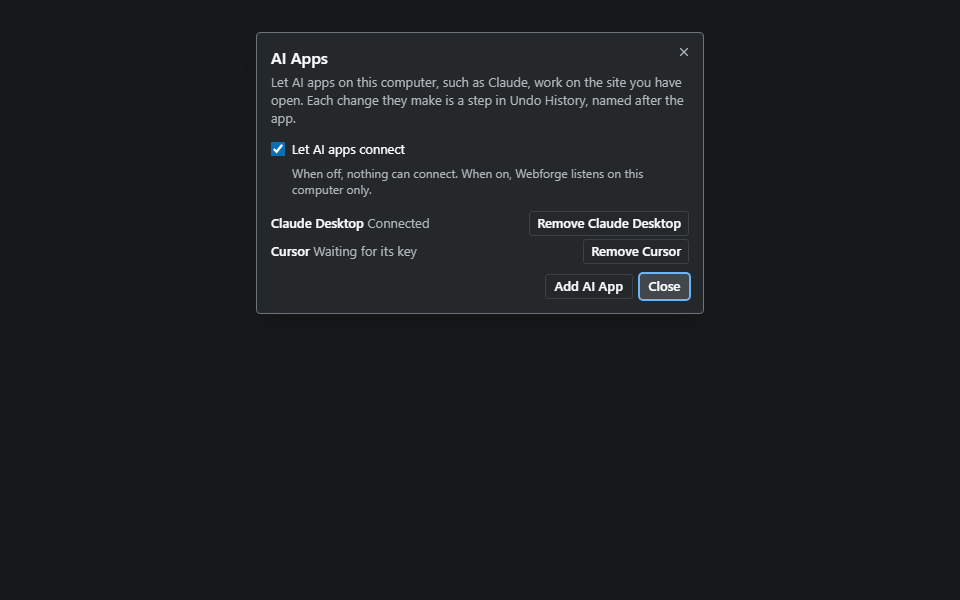 AI Apps
Let AI apps on this computer, such as Claude, work on the site you have
open. Each change they make is a step in Undo History, named after the
app.
Let AI apps connect
When off, nothing can connect. When on, Webforge listens on this
computer only.
Claude Desktop Connected
Remove Claude Desktop
Cursor Waiting for its key
Remove Cursor
Add AI App
Close